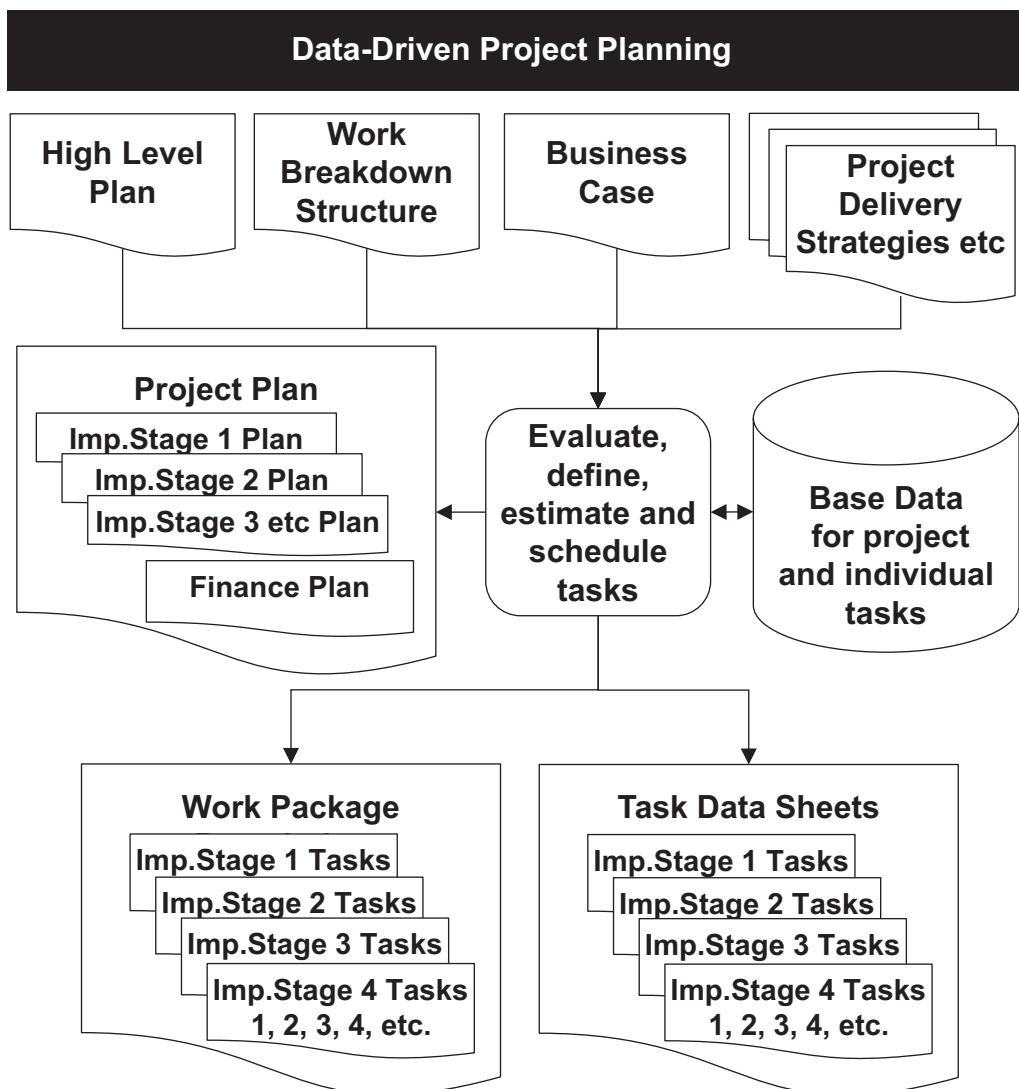 Data-Driven Project Planning
High Level
Plan
Work
Breakdown
Structure
Business
Case
Project
Delivery
Strategies etc
Project Plan
Imp.Stage 1 Plan
Imp.Stage 2 Plan
Imp.Stage 3 etc Plan
Finance Plan
Evaluate,
define,
estimate and
schedule
tasks
Base Data
for project
and individual
tasks
Work Package
Imp.Stage 1 Tasks
Imp.Stage 2 Tasks
Imp.Stage 3 Tasks
Imp.Stage 4 Tasks
1, 2, 3, 4, etc.
Task Data Sheets
Imp.Stage 1 Tasks
Imp.Stage 2 Tasks
Imp.Stage 3 Tasks
Imp.Stage 4 Tasks
1, 2, 3, 4, etc.